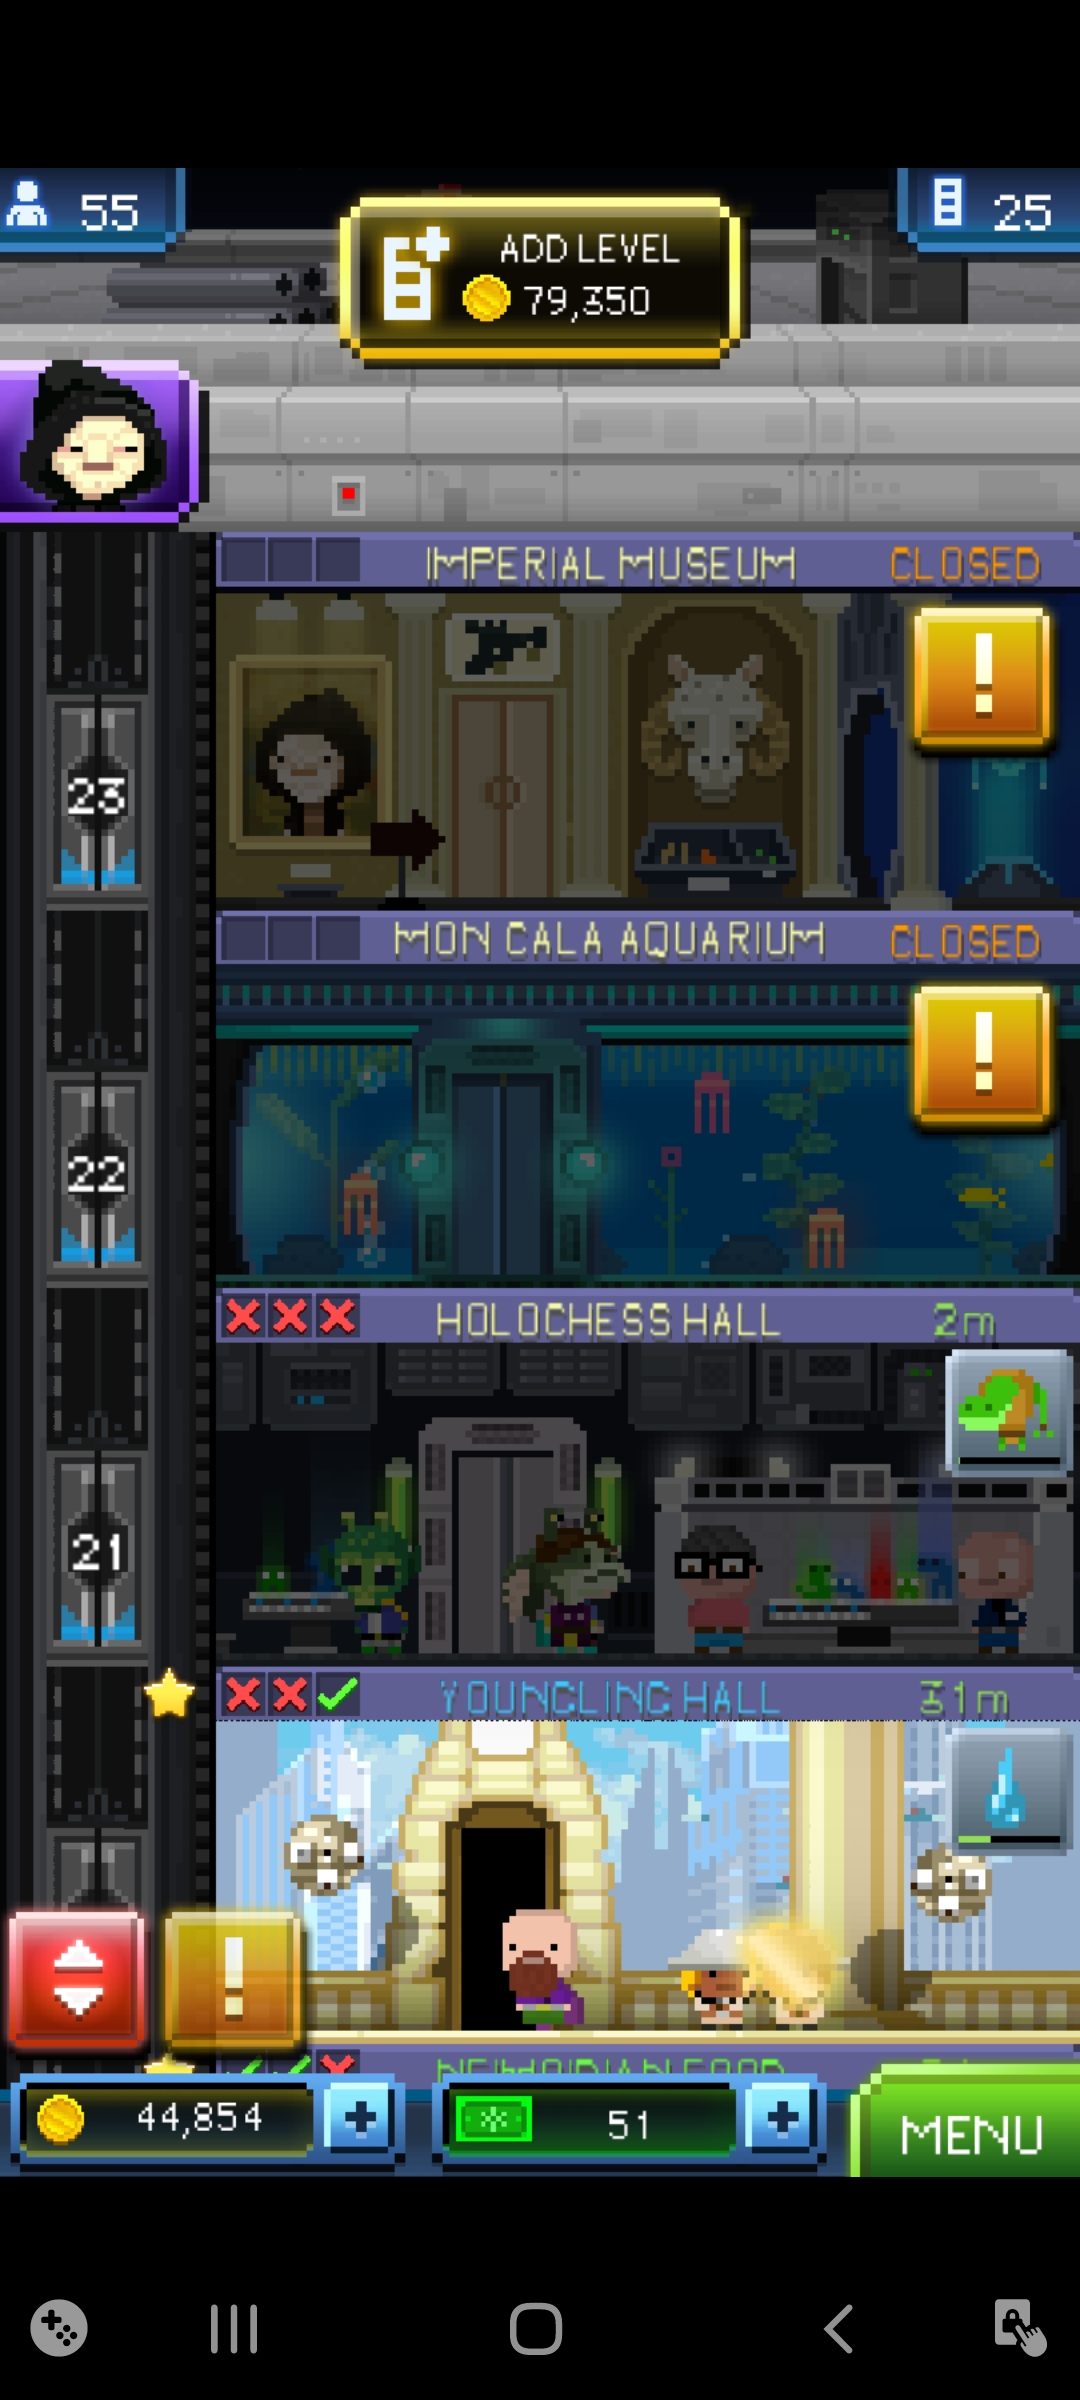 55
ADD LEVEL
79,350
25
IMPERIAL MUSEUM CLOSED
23
MON CALA AQUARIUM CLOSED
22
HOLOCHESS HALL 2m
21
YOUNGLING HALL 31m
44,854
51
MENU